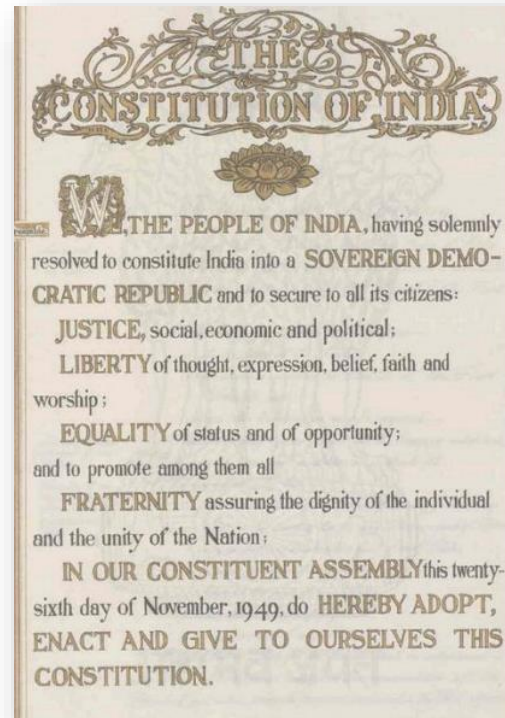 THE
CONSTITUTION OF INDIA
WE, THE PEOPLE OF INDIA, having solemnly
resolved to constitute India into a SOVEREIGN DEMO-
CRATIC REPUBLIC and to secure to all its citizens:
JUSTICE, social, economic and political;
LIBERTY of thought, expression, belief, faith and
worship;
EQUALITY of status and of opportunity;
and to promote among them all
FRATERNITY assuring the dignity of the individual
and the unity of the Nation;
IN OUR CONSTITUENT ASSEMBLY this twenty-
sixth day of November, 1949, do HEREBY ADOPT,
ENACT AND GIVE TO OURSELVES THIS
CONSTITUTION.